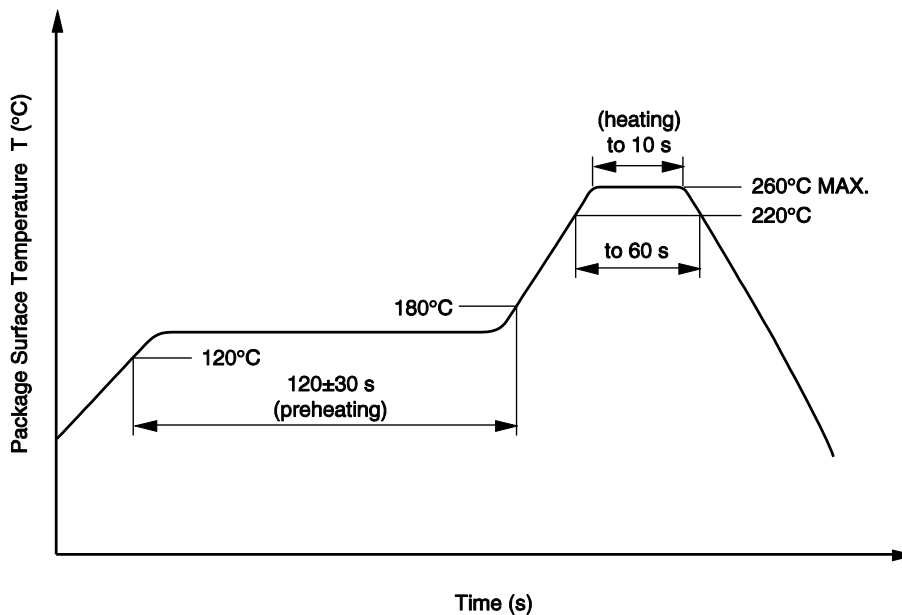 Package Surface Temperature T (°C)
(heating)
to 10 s
260°C MAX.
220°C
to 60 s
180°C
120°C
120±30 s
(preheating)
Time (s)